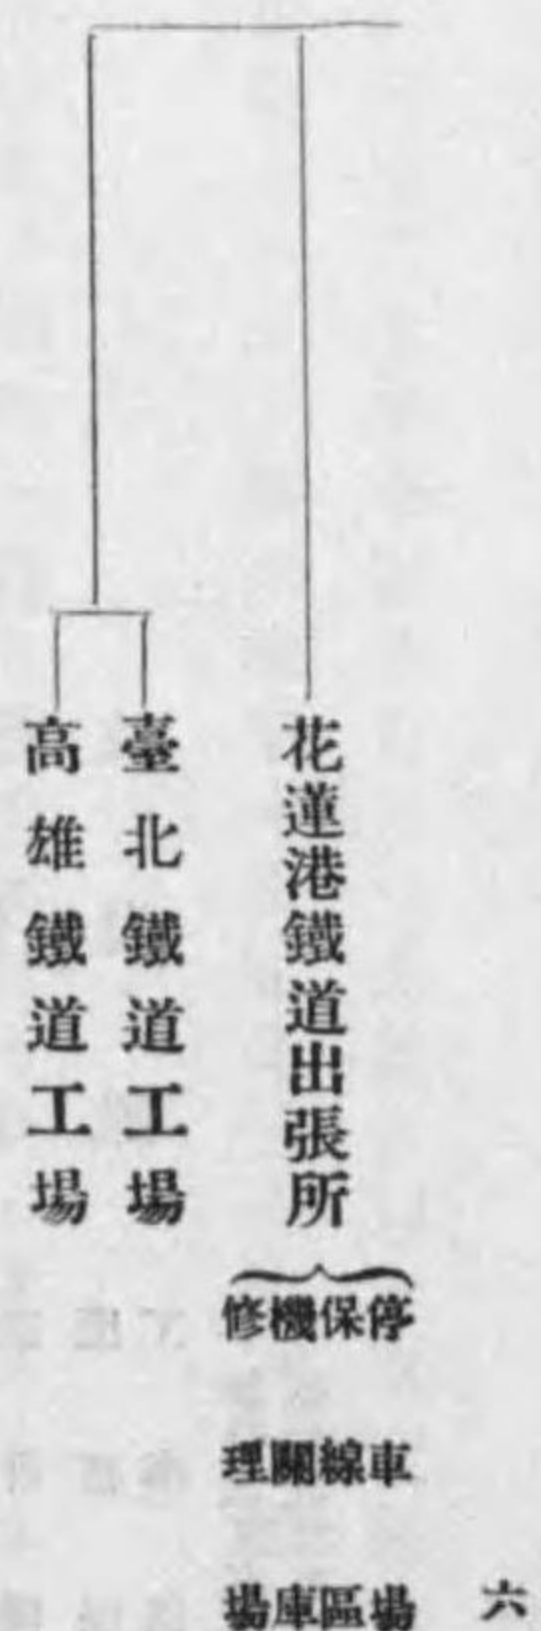 六
花蓮港鐵道出張所
停車場
保線區
機關庫
修理場
臺北鐵道工場
高雄鐵道工場